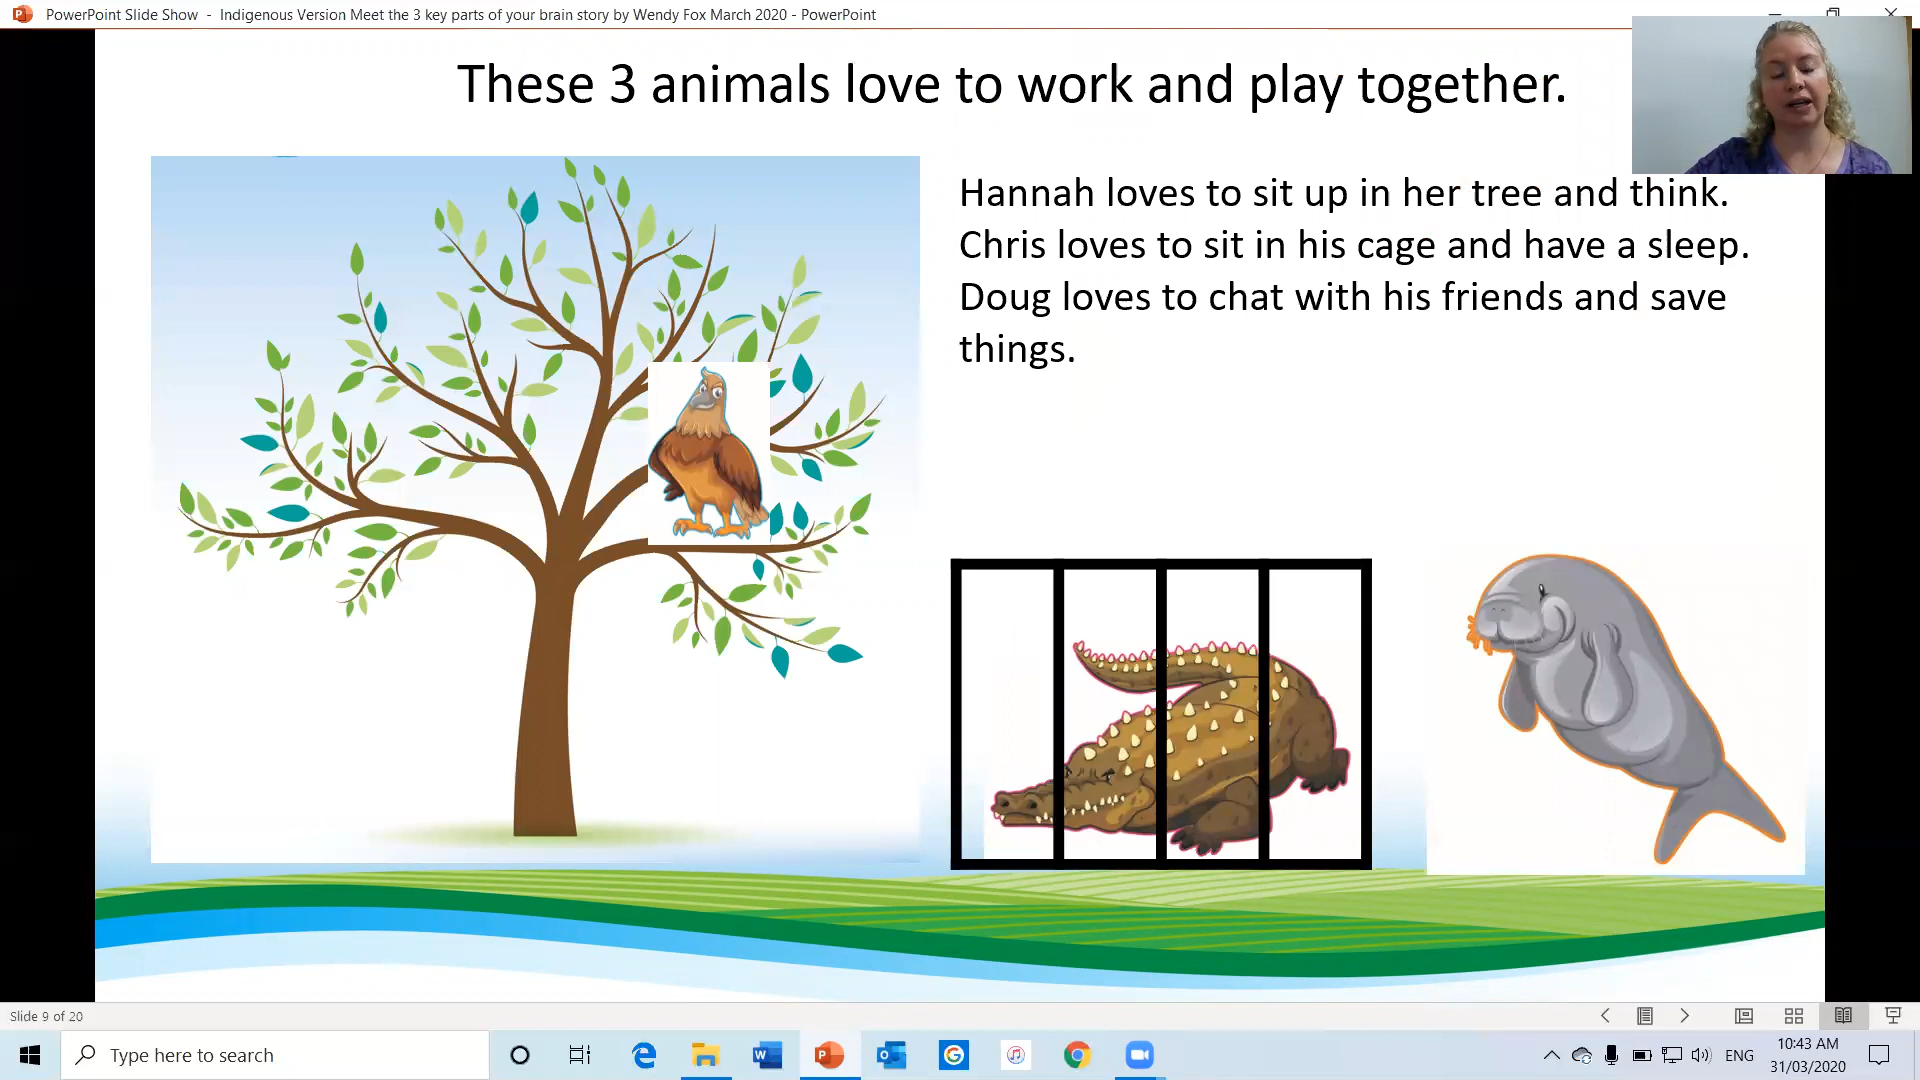 PowerPoint Slide Show - Indigenous Version Meet the 3 key parts of your brain story by Wendy Fox March 2020 - PowerPoint
These 3 animals love to work and play together.
Hannah loves to sit up in her tree and think.
Chris loves to sit in his cage and have a sleep.
Doug loves to chat with his friends and save
things.
Slide 9 of 20
Type here to search
ENG
10:43 AM
31/03/2020